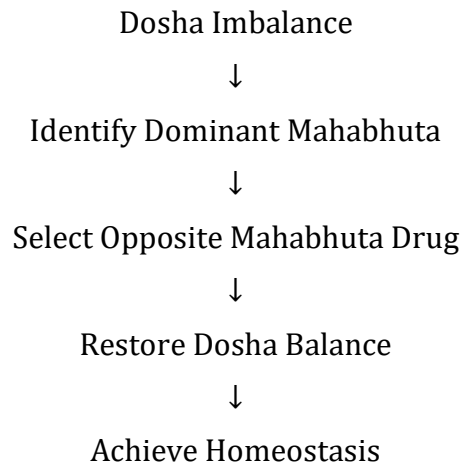 Dosha Imbalance
↓
Identify Dominant Mahabhuta
↓
Select Opposite Mahabhuta Drug
↓
Restore Dosha Balance
↓
Achieve Homeostasis